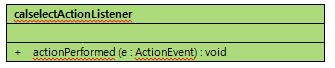 calselectActionListener
+ actionPerformed (e : ActionEvent) : void